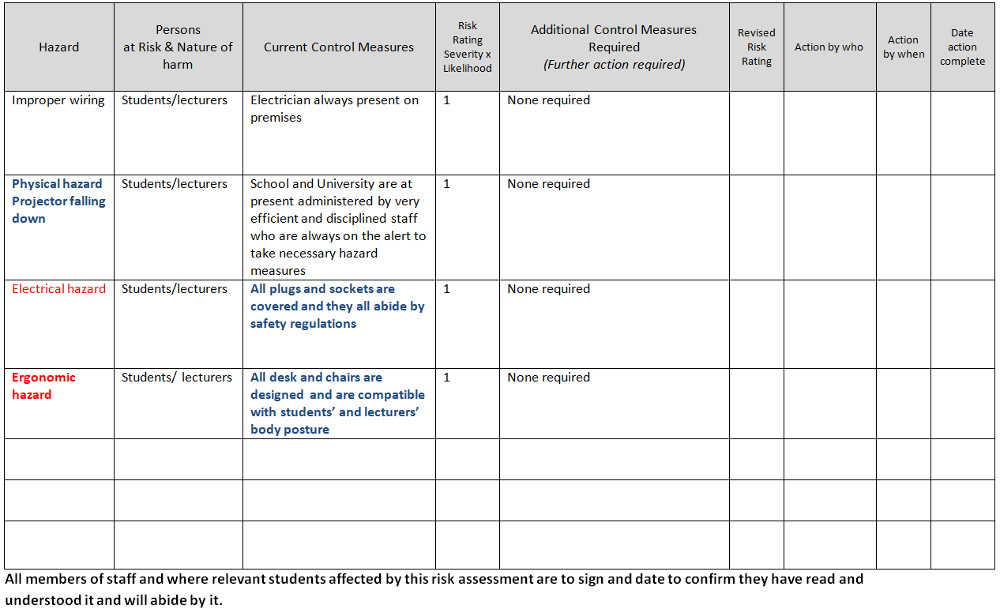 Hazard
Persons
at Risk & Nature of
harm
Current Control Measures
Risk
Rating
Severity x
Likelihood
Additional Control Measures
Required
(Further action required)
Revised
Risk
Rating
Action by who
Action
by when
Date
action
complete
Improper wiring
Students/lecturers
Electrician always present on
premises
1
None required
Physical hazard
Projector falling
down
Students/lecturers
School and University are at
present administered by very
efficient and disciplined staff
who are always on the alert to
take necessary hazard
measures
1
None required
Electrical hazard
Students/lecturers
All plugs and sockets are
covered and they all abide by
safety regulations
1
None required
Ergonomic
hazard
Students/ lecturers
All desk and chairs are
designed and are compatible
with students’ and lecturers’
body posture
1
None required
All members of staff and where relevant students affected by this risk assessment are to sign and date to confirm they have read and
understood it and will abide by it.